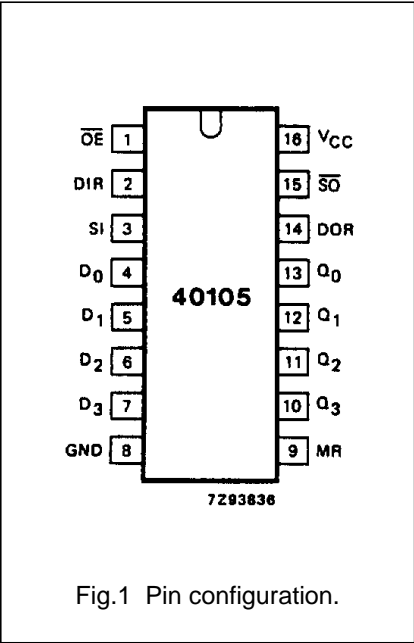 OE 1 16 VCC
DIR 2 15 SO
SI 3 14 DOR
D0 4 13 Q0
40105
D1 5 12 Q1
D2 6 11 Q2
D3 7 10 Q3
GND 8 9 MR
7Z93836
Fig.1 Pin configuration.